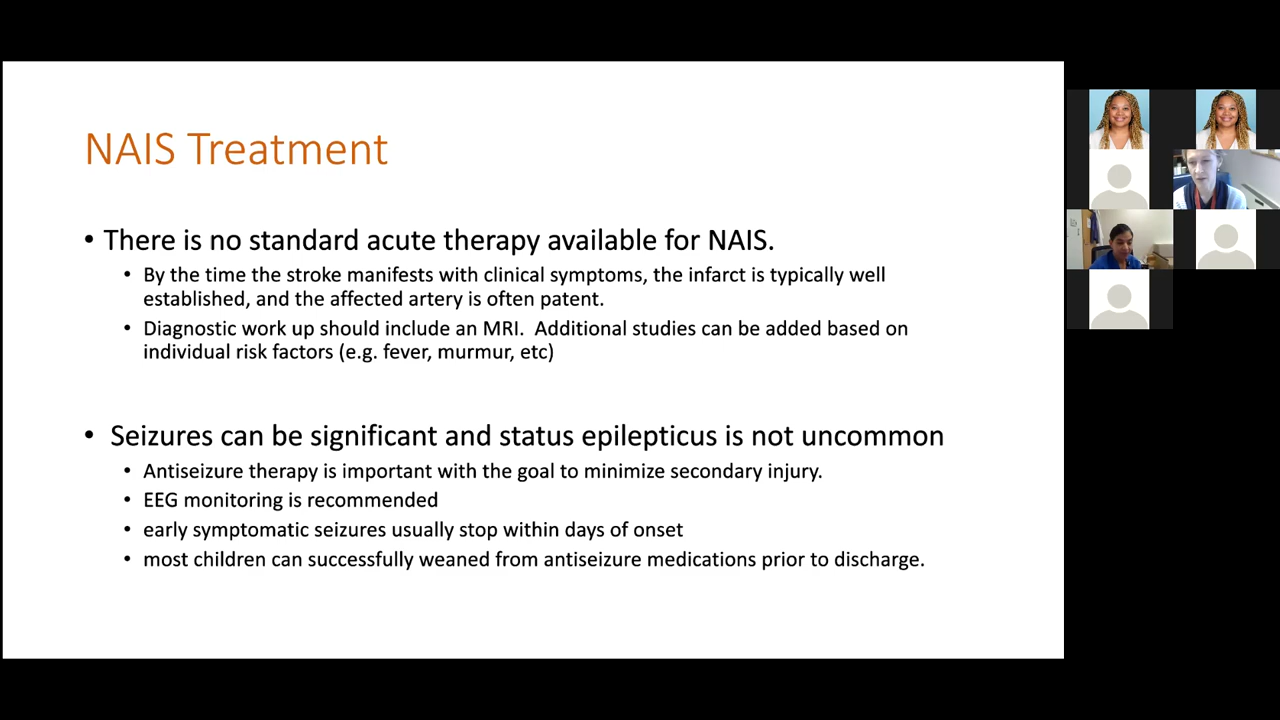 NAIS Treatment
• There is no standard acute therapy available for NAIS.
• By the time the stroke manifests with clinical symptoms, the infarct is typically well
established, and the affected artery is often patent.
• Diagnostic work up should include an MRI.  Additional studies can be added based on
individual risk factors (e.g. fever, murmur, etc)
• Seizures can be significant and status epilepticus is not uncommon
• Antiseizure therapy is important with the goal to minimize secondary injury.
• EEG monitoring is recommended
• early symptomatic seizures usually stop within days of onset
• most children can successfully weaned from antiseizure medications prior to discharge.